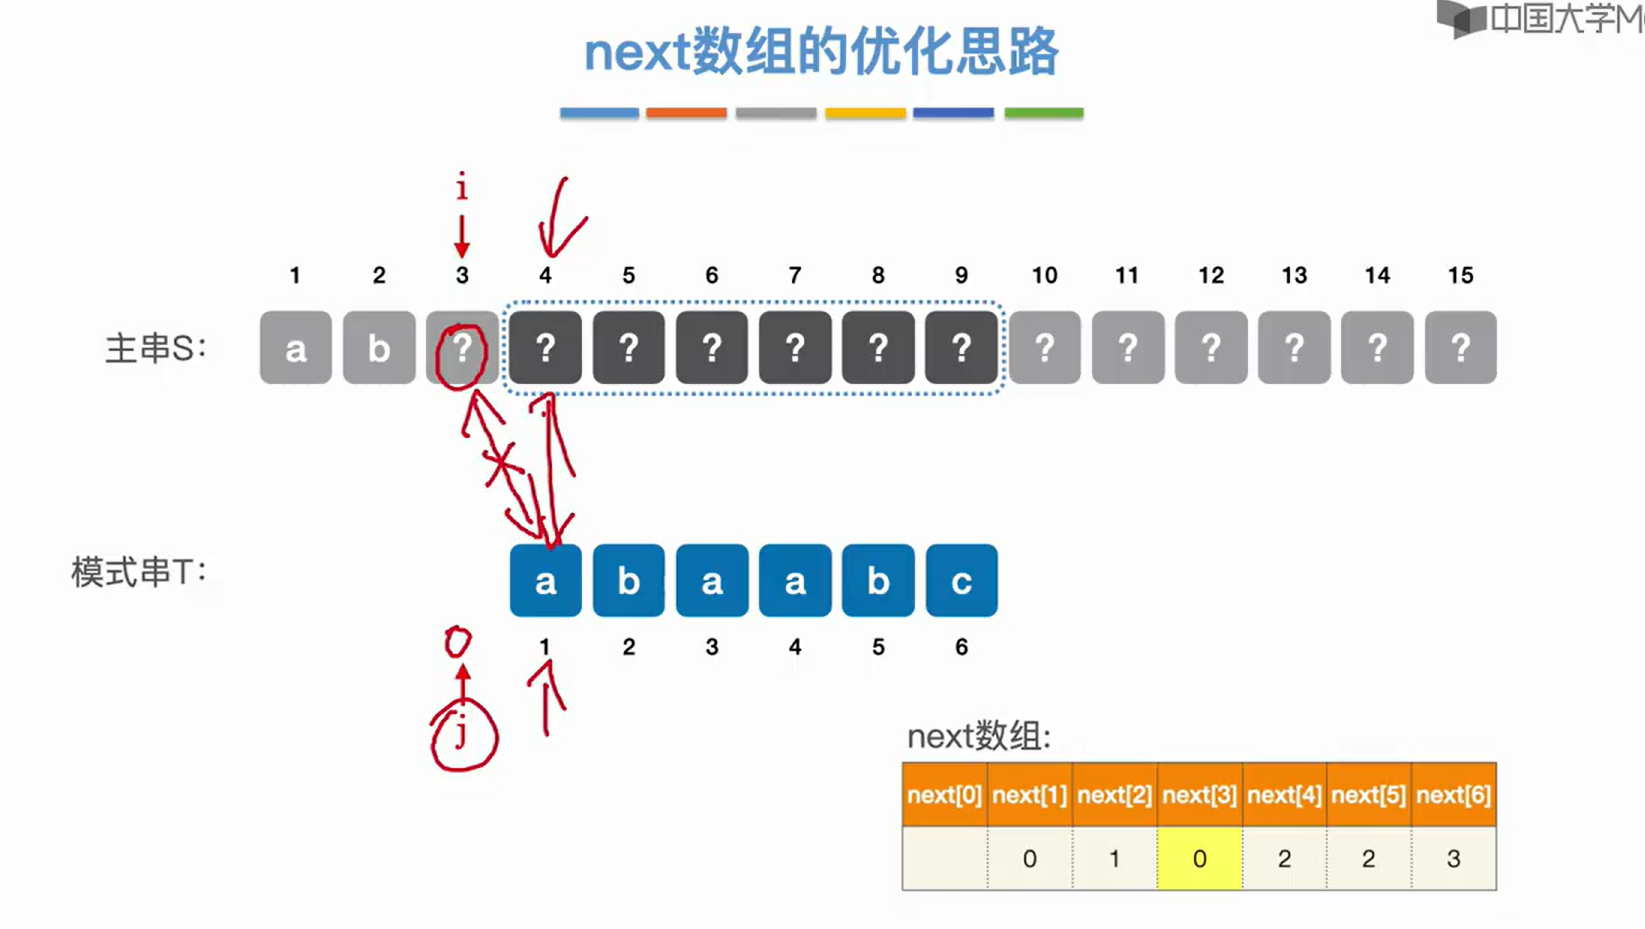 中国大学M
next数组的优化思路
i
1 2 3 4 5 6 7 8 9 10 11 12 13 14 15
主串S: a b ? ? ? ? ? ? ? ? ? ? ? ? ?
模式串T: a b a a b c
0 1 2 3 4 5 6
j
next数组:
next[0] next[1] next[2] next[3] next[4] next[5] next[6]
0 1 0 2 2 3